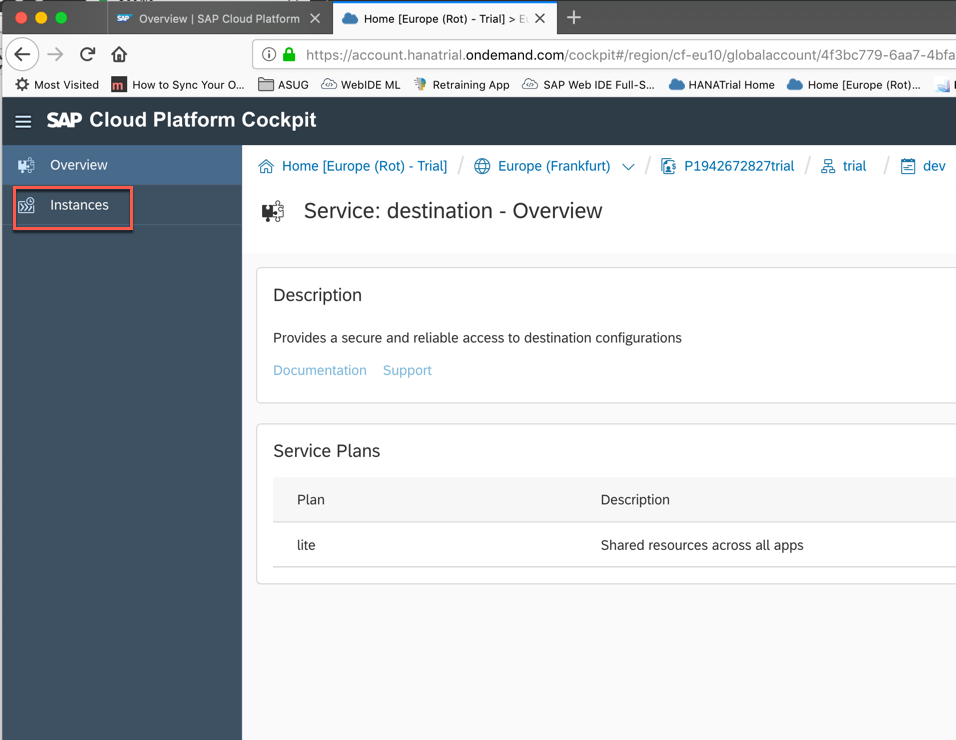 SAP Overview | SAP Cloud Platform
Home [Europe (Rot) - Trial] > Eu
https://account.hanatrial.ondemand.com/cockpit#/region/cf-eu10/globalaccount/4f3bc779-6aa7-4bfa
Most Visited m How to Sync Your O... ASUG WebIDE ML Retraining App SAP Web IDE Full-S... HANATrial Home Home [Europe (Rot)...
SAP Cloud Platform Cockpit
Overview
Instances
Home [Europe (Rot) - Trial] / Europe (Frankfurt) / P1942672827trial / trial / dev
Service: destination - Overview
Description
Provides a secure and reliable access to destination configurations
Documentation Support
Service Plans
Plan Description
lite Shared resources across all apps